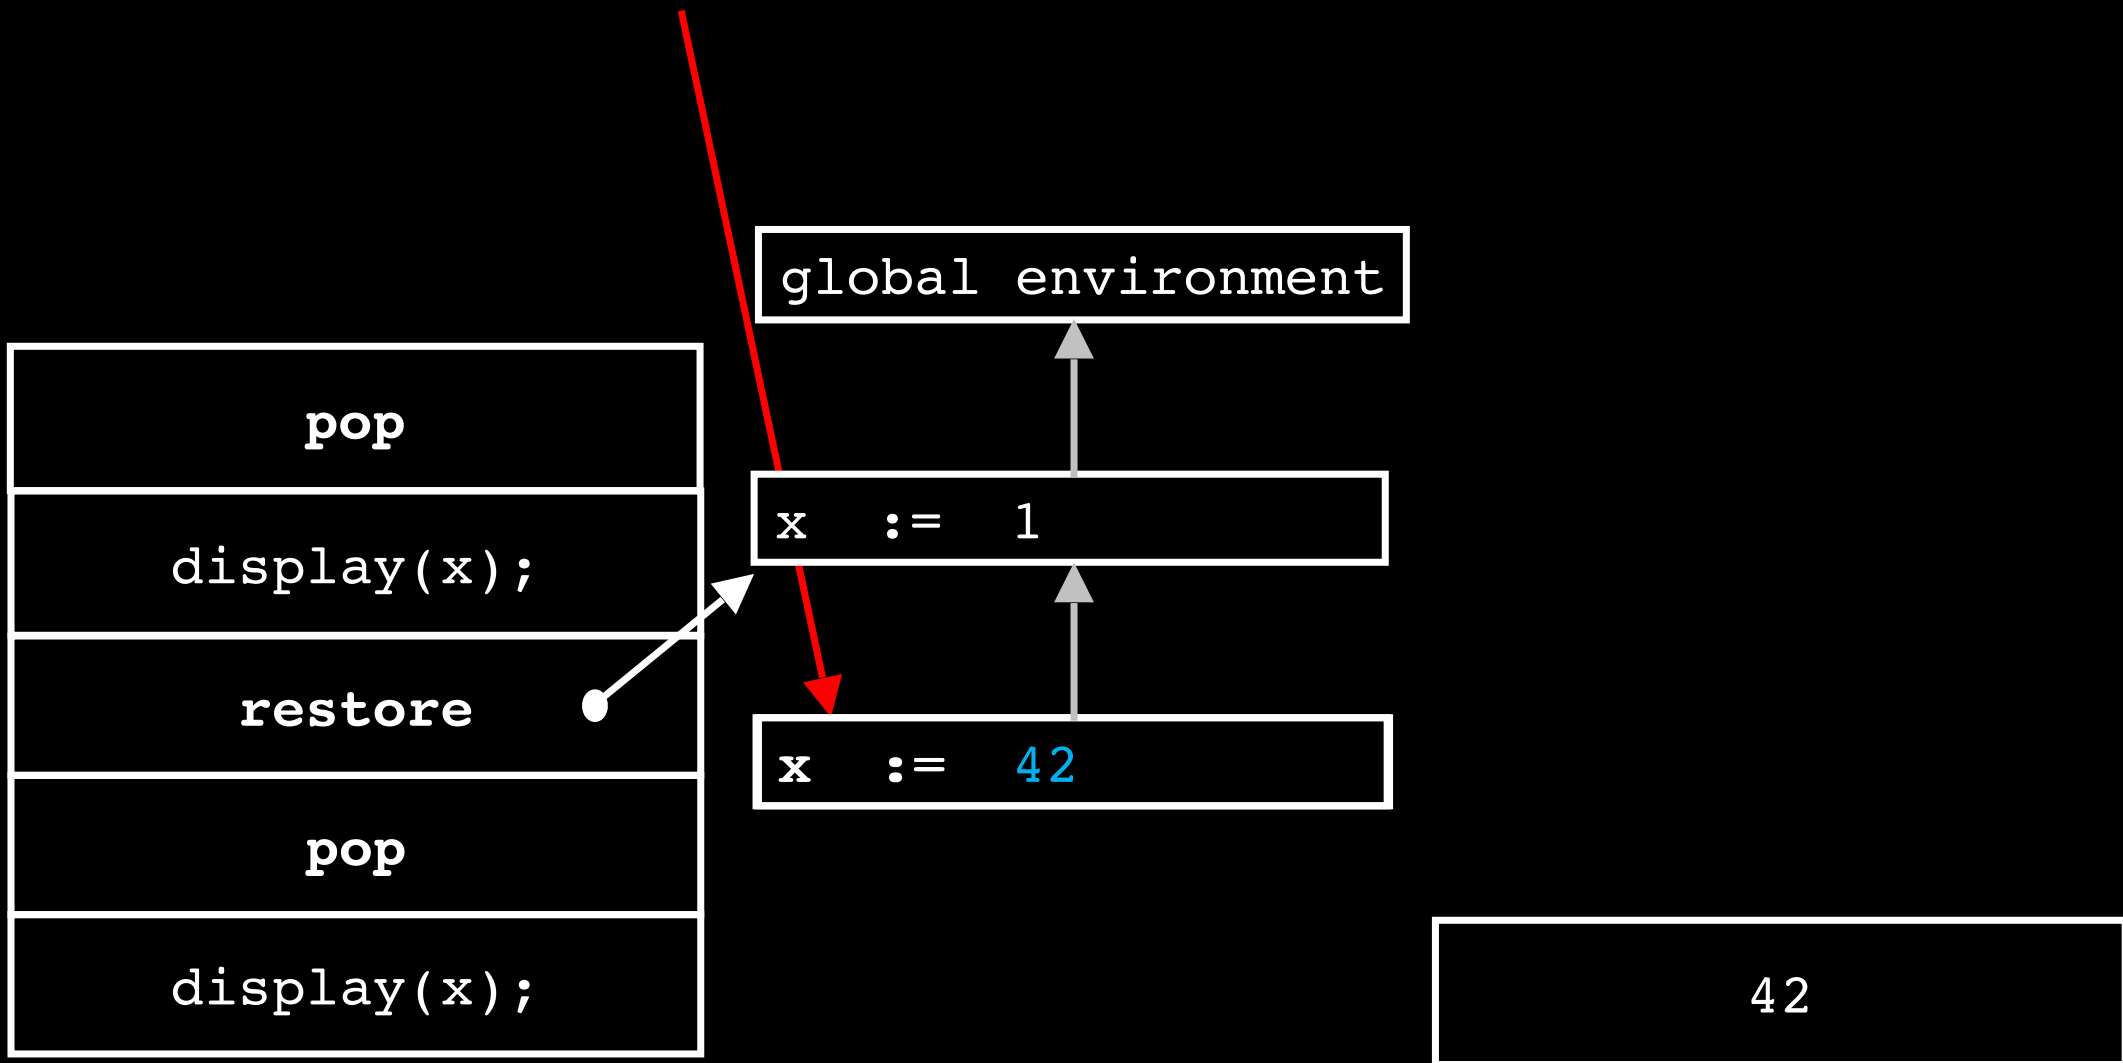 global environment
pop
x := 1
display(x);
restore
x := 42
pop
display(x);
42